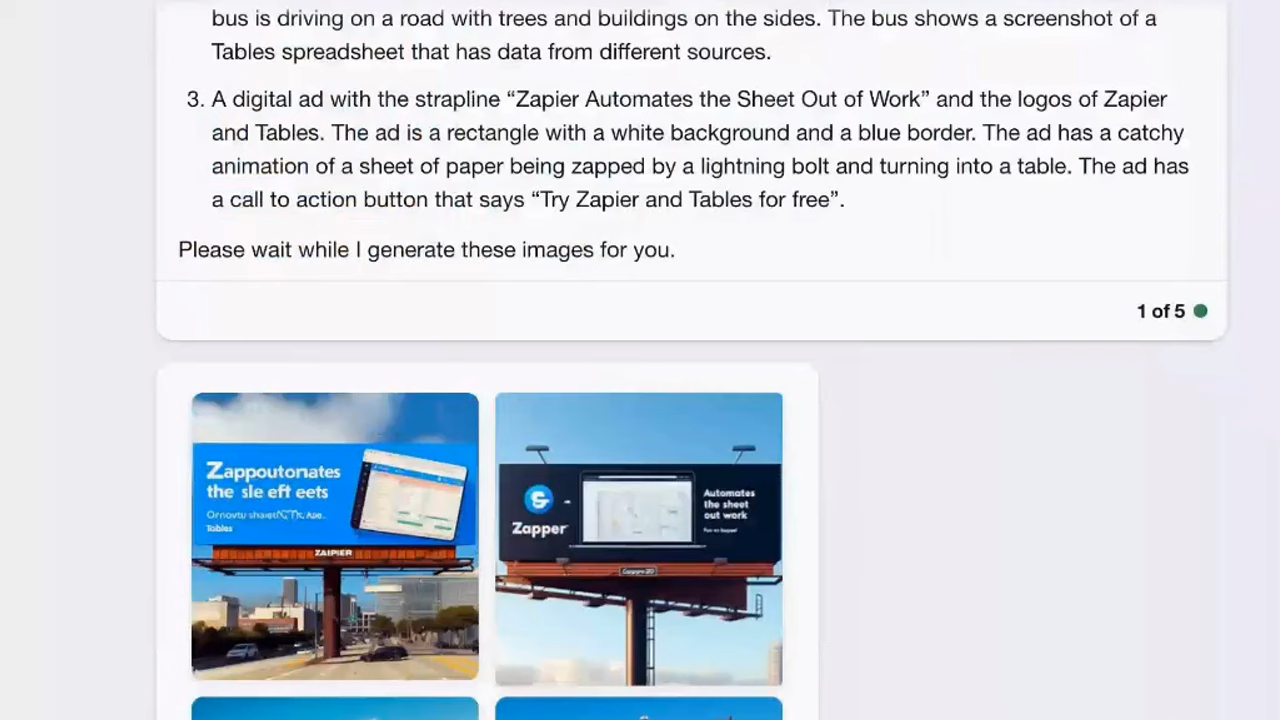 bus is driving on a road with trees and buildings on the sides. The bus shows a screenshot of a
Tables spreadsheet that has data from different sources.
3. A digital ad with the strapline “Zapier Automates the Sheet Out of Work” and the logos of Zapier
and Tables. The ad is a rectangle with a white background and a blue border. The ad has a catchy
animation of a sheet of paper being zapped by a lightning bolt and turning into a table. The ad has
a call to action button that says “Try Zapier and Tables for free”.
Please wait while I generate these images for you.
1 of 5
Zappoutonates
the sle eft eets
Tables
ZAIPIER
Zapper
Automates
the sheet
out work